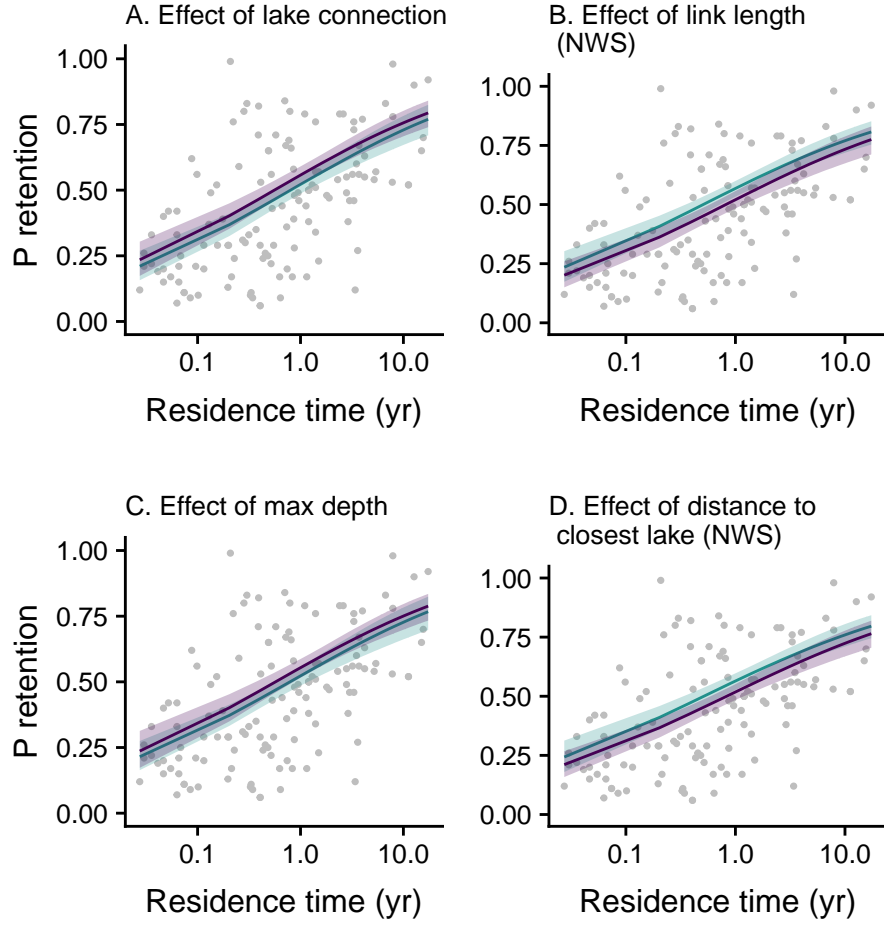 A. Effect of lake connection
1.00
0.75
0.50
0.25
0.00
P retention
0.1 1.0 10.0
Residence time (yr)
B. Effect of link length
(NWS)
1.00
0.75
0.50
0.25
0.00
0.1 1.0 10.0
Residence time (yr)
C. Effect of max depth
1.00
0.75
0.50
0.25
0.00
P retention
0.1 1.0 10.0
Residence time (yr)
D. Effect of distance to
closest lake (NWS)
1.00
0.75
0.50
0.25
0.00
0.1 1.0 10.0
Residence time (yr)